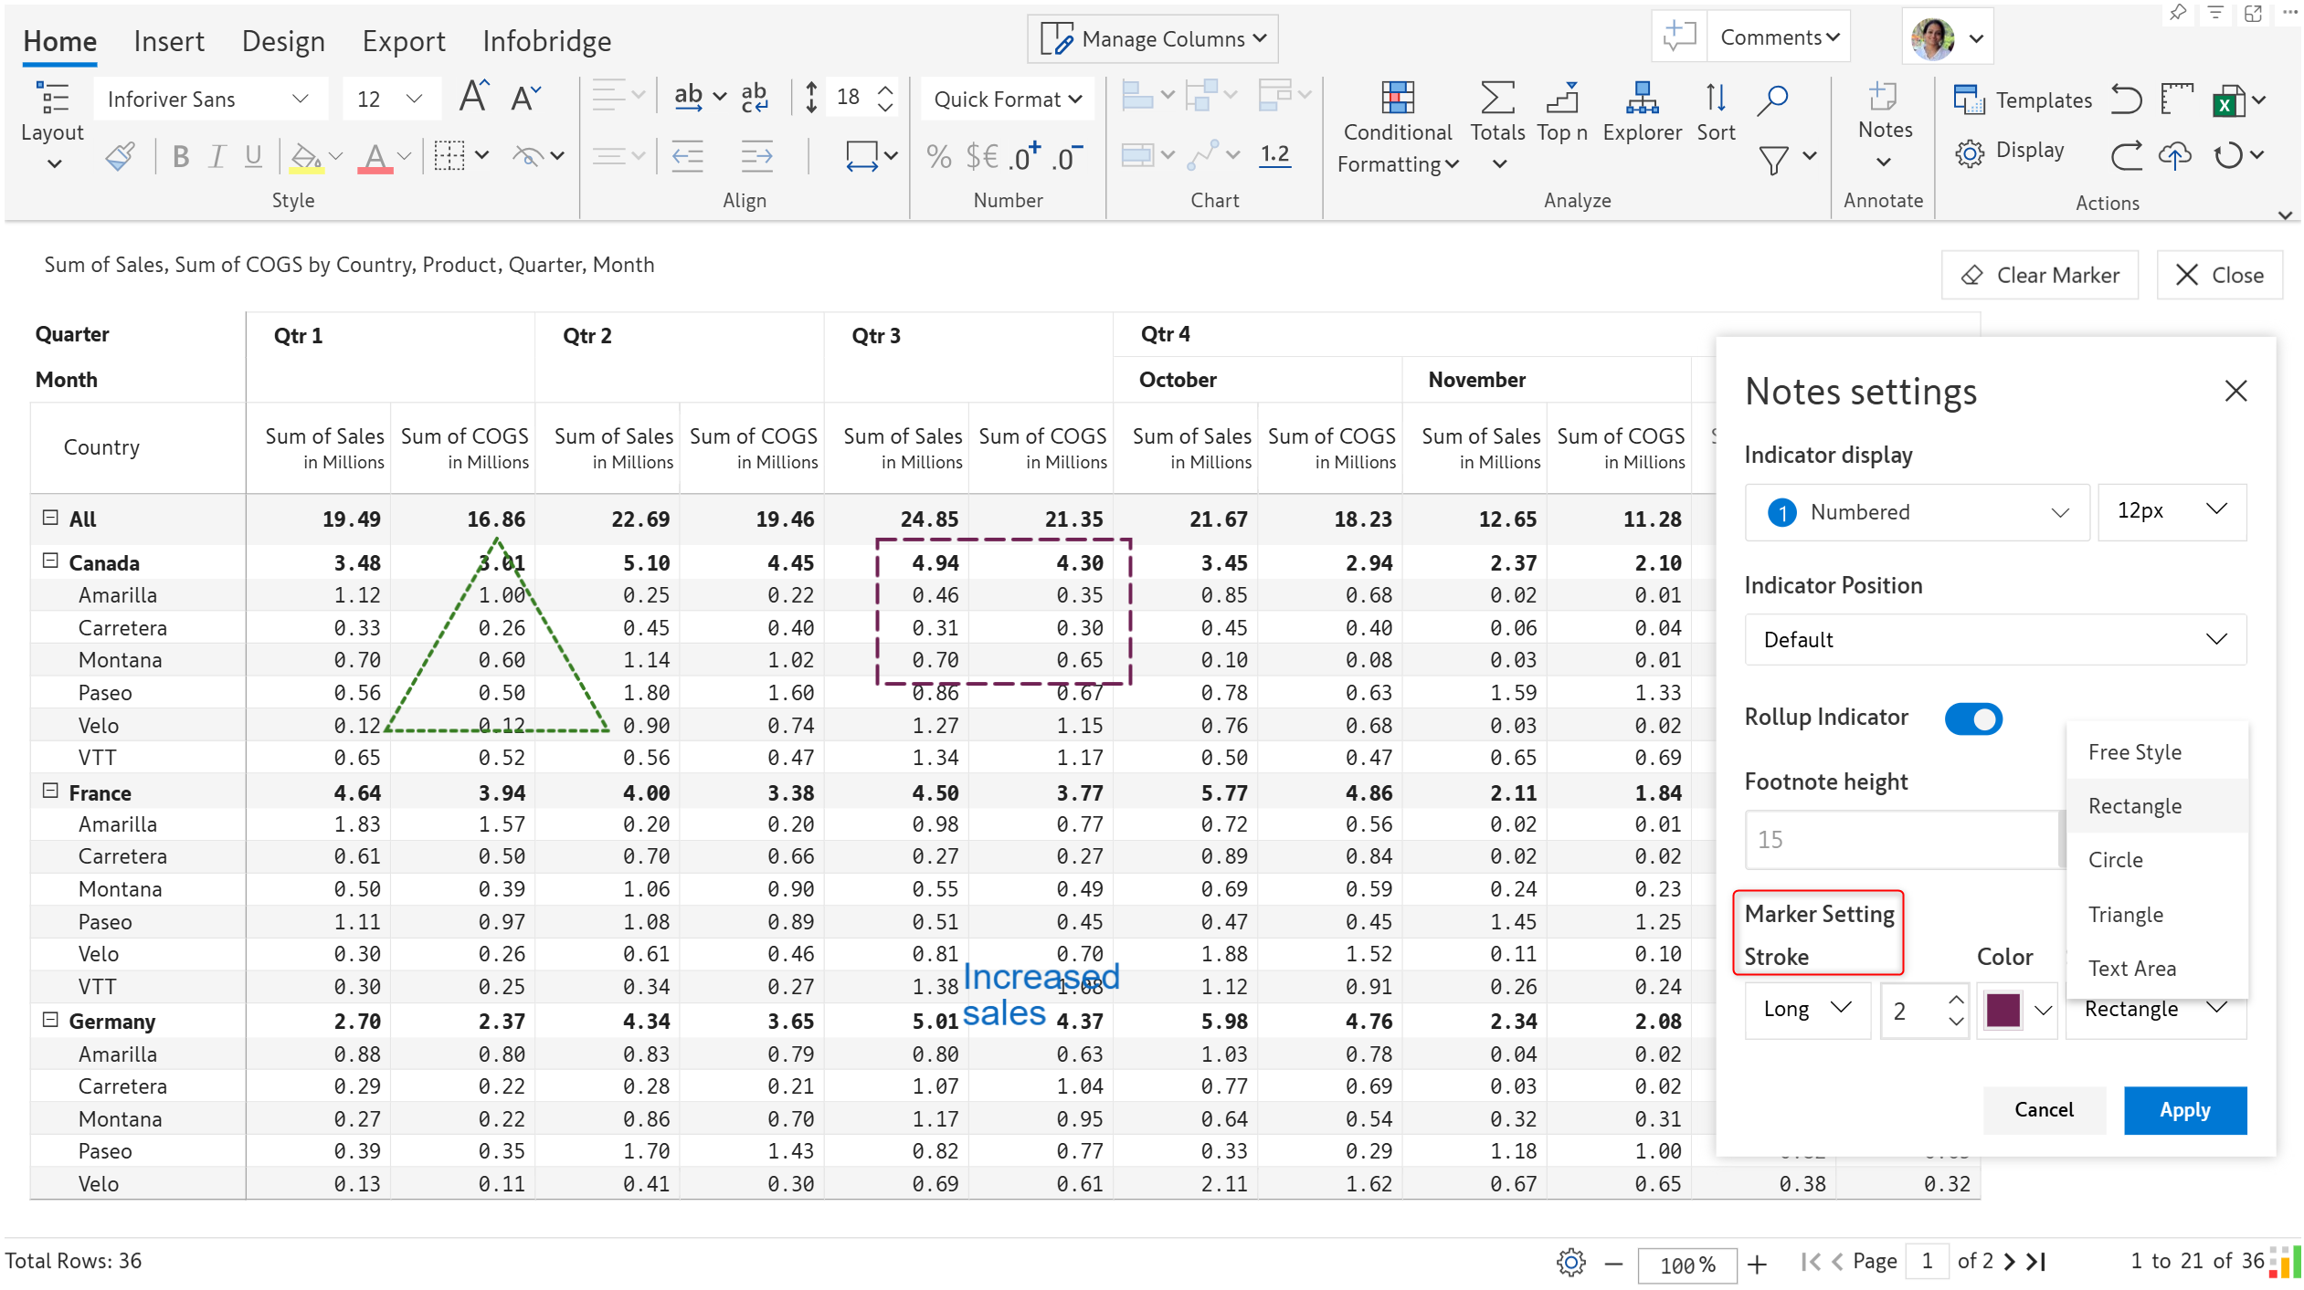 Home Insert Design Export Infobridge Manage Columns Comments
Layout Inforiver Sans 12 A A ab ab c 18 Quick Format Conditional Formatting Totals Top n Explorer Sort Notes Templates
B I U A % $€ .0+ .0- 1.2 Display
Style Align Number Chart Analyze Annotate Actions
Sum of Sales, Sum of COGS by Country, Product, Quarter, Month
Clear Marker Close
Quarter Qtr 1 Qtr 2 Qtr 3 Qtr 4
Month October November
Country Sum of Sales Sum of COGS Sum of Sales Sum of COGS Sum of Sales Sum of COGS Sum of Sales Sum of COGS Sum of Sales Sum of COGS
in Millions in Millions in Millions in Millions in Millions in Millions in Millions in Millions in Millions in Millions
All 19.49 16.86 22.69 19.46 24.85 21.35 21.67 18.23 12.65 11.28
Canada 3.48 3.01 5.10 4.45 4.94 4.30 3.45 2.94 2.37 2.10
Amarilla 1.12 1.00 0.25 0.22 0.46 0.35 0.85 0.68 0.02 0.01
Carretera 0.33 0.26 0.45 0.40 0.31 0.30 0.45 0.40 0.06 0.04
Montana 0.70 0.60 1.14 1.02 0.70 0.65 0.10 0.08 0.03 0.01
Paseo 0.56 0.50 1.80 1.60 0.86 0.67 0.78 0.63 1.59 1.33
Velo 0.12 0.12 0.90 0.74 1.27 1.15 0.76 0.68 0.03 0.02
VTT 0.65 0.52 0.56 0.47 1.34 1.17 0.50 0.47 0.65 0.69
France 4.64 3.94 4.00 3.38 4.50 3.77 5.77 4.86 2.11 1.84
Amarilla 1.83 1.57 0.20 0.20 0.98 0.77 0.72 0.56 0.02 0.01
Carretera 0.61 0.50 0.70 0.66 0.27 0.27 0.89 0.84 0.02 0.02
Montana 0.50 0.39 1.06 0.90 0.55 0.49 0.69 0.59 0.24 0.23
Paseo 1.11 0.97 1.08 0.89 0.51 0.45 0.47 0.45 1.45 1.25
Velo 0.30 0.26 0.61 0.46 0.81 0.70 1.88 1.52 0.11 0.10
VTT 0.30 0.25 0.34 0.27 1.38 1.08 1.12 0.91 0.26 0.24
Increased
sales
Germany 2.70 2.37 4.34 3.65 5.01 4.37 5.98 4.76 2.34 2.08
Amarilla 0.88 0.80 0.83 0.79 0.80 0.63 1.03 0.78 0.04 0.02
Carretera 0.29 0.22 0.28 0.21 1.07 1.04 0.77 0.69 0.03 0.02
Montana 0.27 0.22 0.86 0.70 1.17 0.95 0.64 0.54 0.32 0.31
Paseo 0.39 0.35 1.70 1.43 0.82 0.77 0.33 0.29 1.18 1.00
Velo 0.13 0.11 0.41 0.30 0.69 0.61 2.11 1.62 0.67 0.65 0.38 0.32
Notes settings
Indicator display
1 Numbered 12px
Indicator Position
Default
Rollup Indicator
Footnote height
15
Free Style
Rectangle
Circle
Triangle
Text Area
Marker Setting
Stroke Color
Long 2 Rectangle
Cancel Apply
Total Rows: 36 100 % Page 1 of 2 1 to 21 of 36